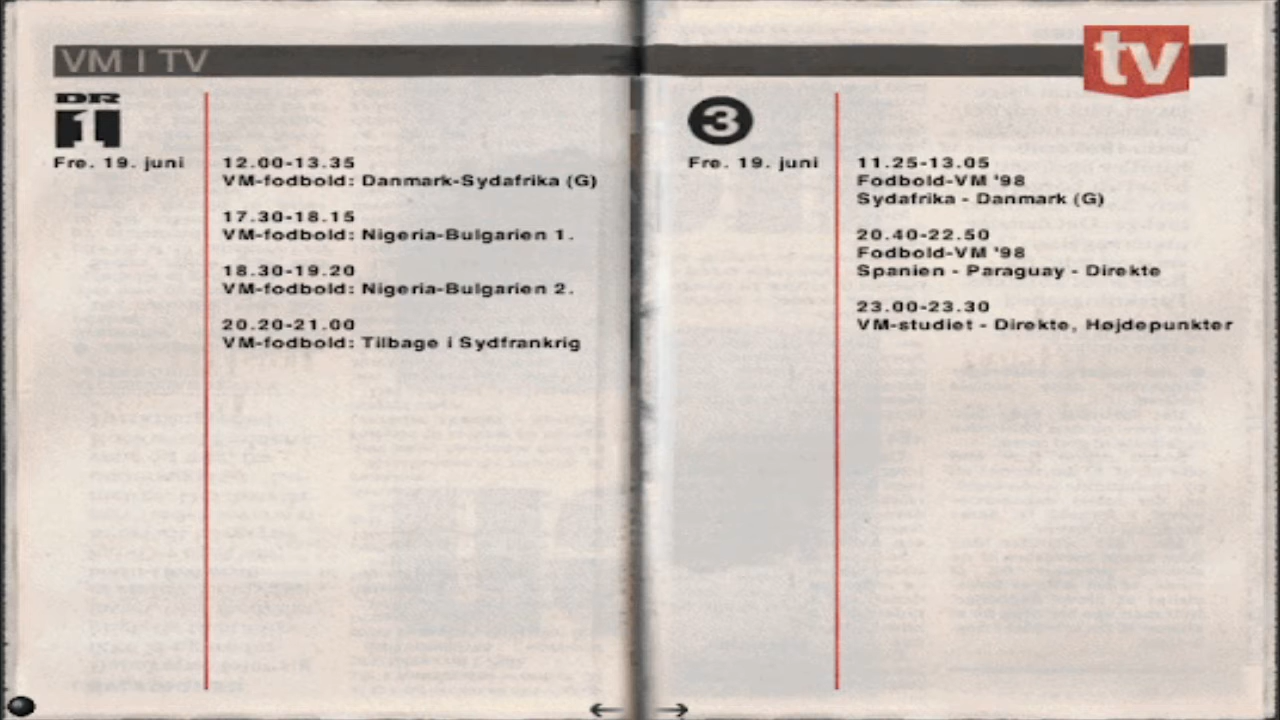 VM I TV
tv
DR
1
Fre. 19. juni
12.00-13.35
VM-fodbold: Danmark-Sydafrika (G)
17.30-18.15
VM-fodbold: Nigeria-Bulgarien 1.
18.30-19.20
VM-fodbold: Nigeria-Bulgarien 2.
20.20-21.00
VM-fodbold: Tilbage i Sydfrankrig
3
Fre. 19. juni
11.25-13.05
Fodbold-VM '98
Sydafrika - Danmark (G)
20.40-22.50
Fodbold-VM '98
Spanien - Paraguay - Direkte
23.00-23.30
VM-studiet - Direkte, Højdepunkter